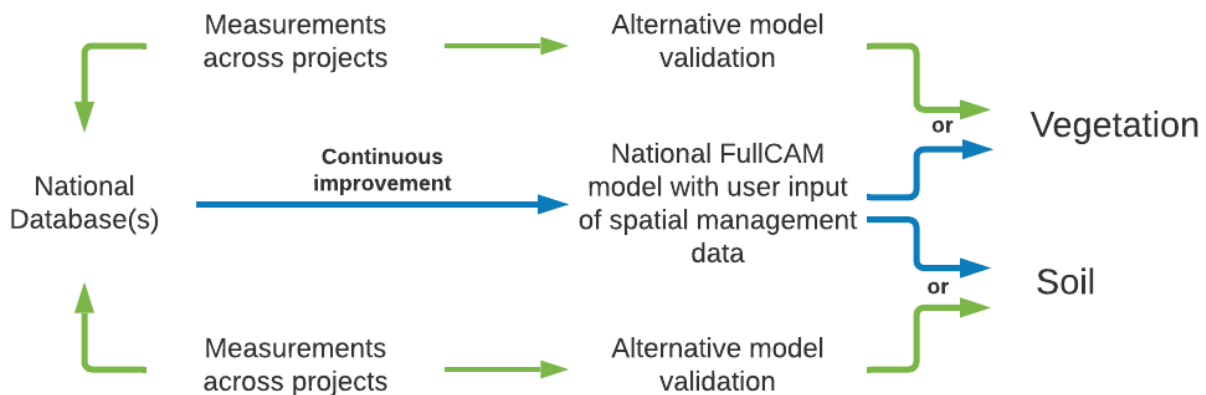 Measurements
across projects
Alternative model
validation
or
Vegetation
National
Database(s)
Continuous
improvement
National FullCAM
model with user input
of spatial management
data
or
Soil
Measurements
across projects
Alternative model
validation